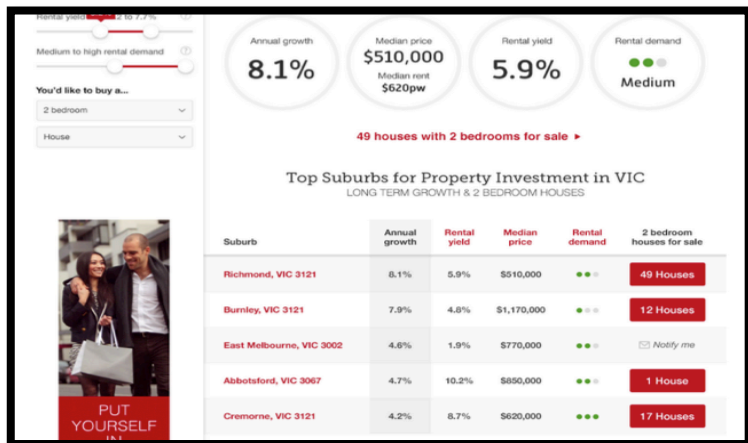 Rental yield 2 to 7.7%
Medium to high rental demand
You'd like to buy a...
2 bedroom
House
Annual growth
8.1%
Median price
$510,000
Median rent
$620pw
Rental yield
5.9%
Rental demand
Medium
49 houses with 2 bedrooms for sale
Top Suburbs for Property Investment in VIC
LONG TERM GROWTH & 2 BEDROOM HOUSES
Suburb Annual growth Rental yield Median price Rental demand 2 bedroom houses for sale
Richmond, VIC 3121 8.1% 5.9% $510,000 49 Houses
Burnley, VIC 3121 7.9% 4.8% $1,170,000 12 Houses
East Melbourne, VIC 3002 4.6% 1.9% $770,000 Notify me
Abbotsford, VIC 3067 4.7% 10.2% $850,000 1 House
Cremorne, VIC 3121 4.2% 8.7% $620,000 17 Houses
PUT
YOURSELF
IN